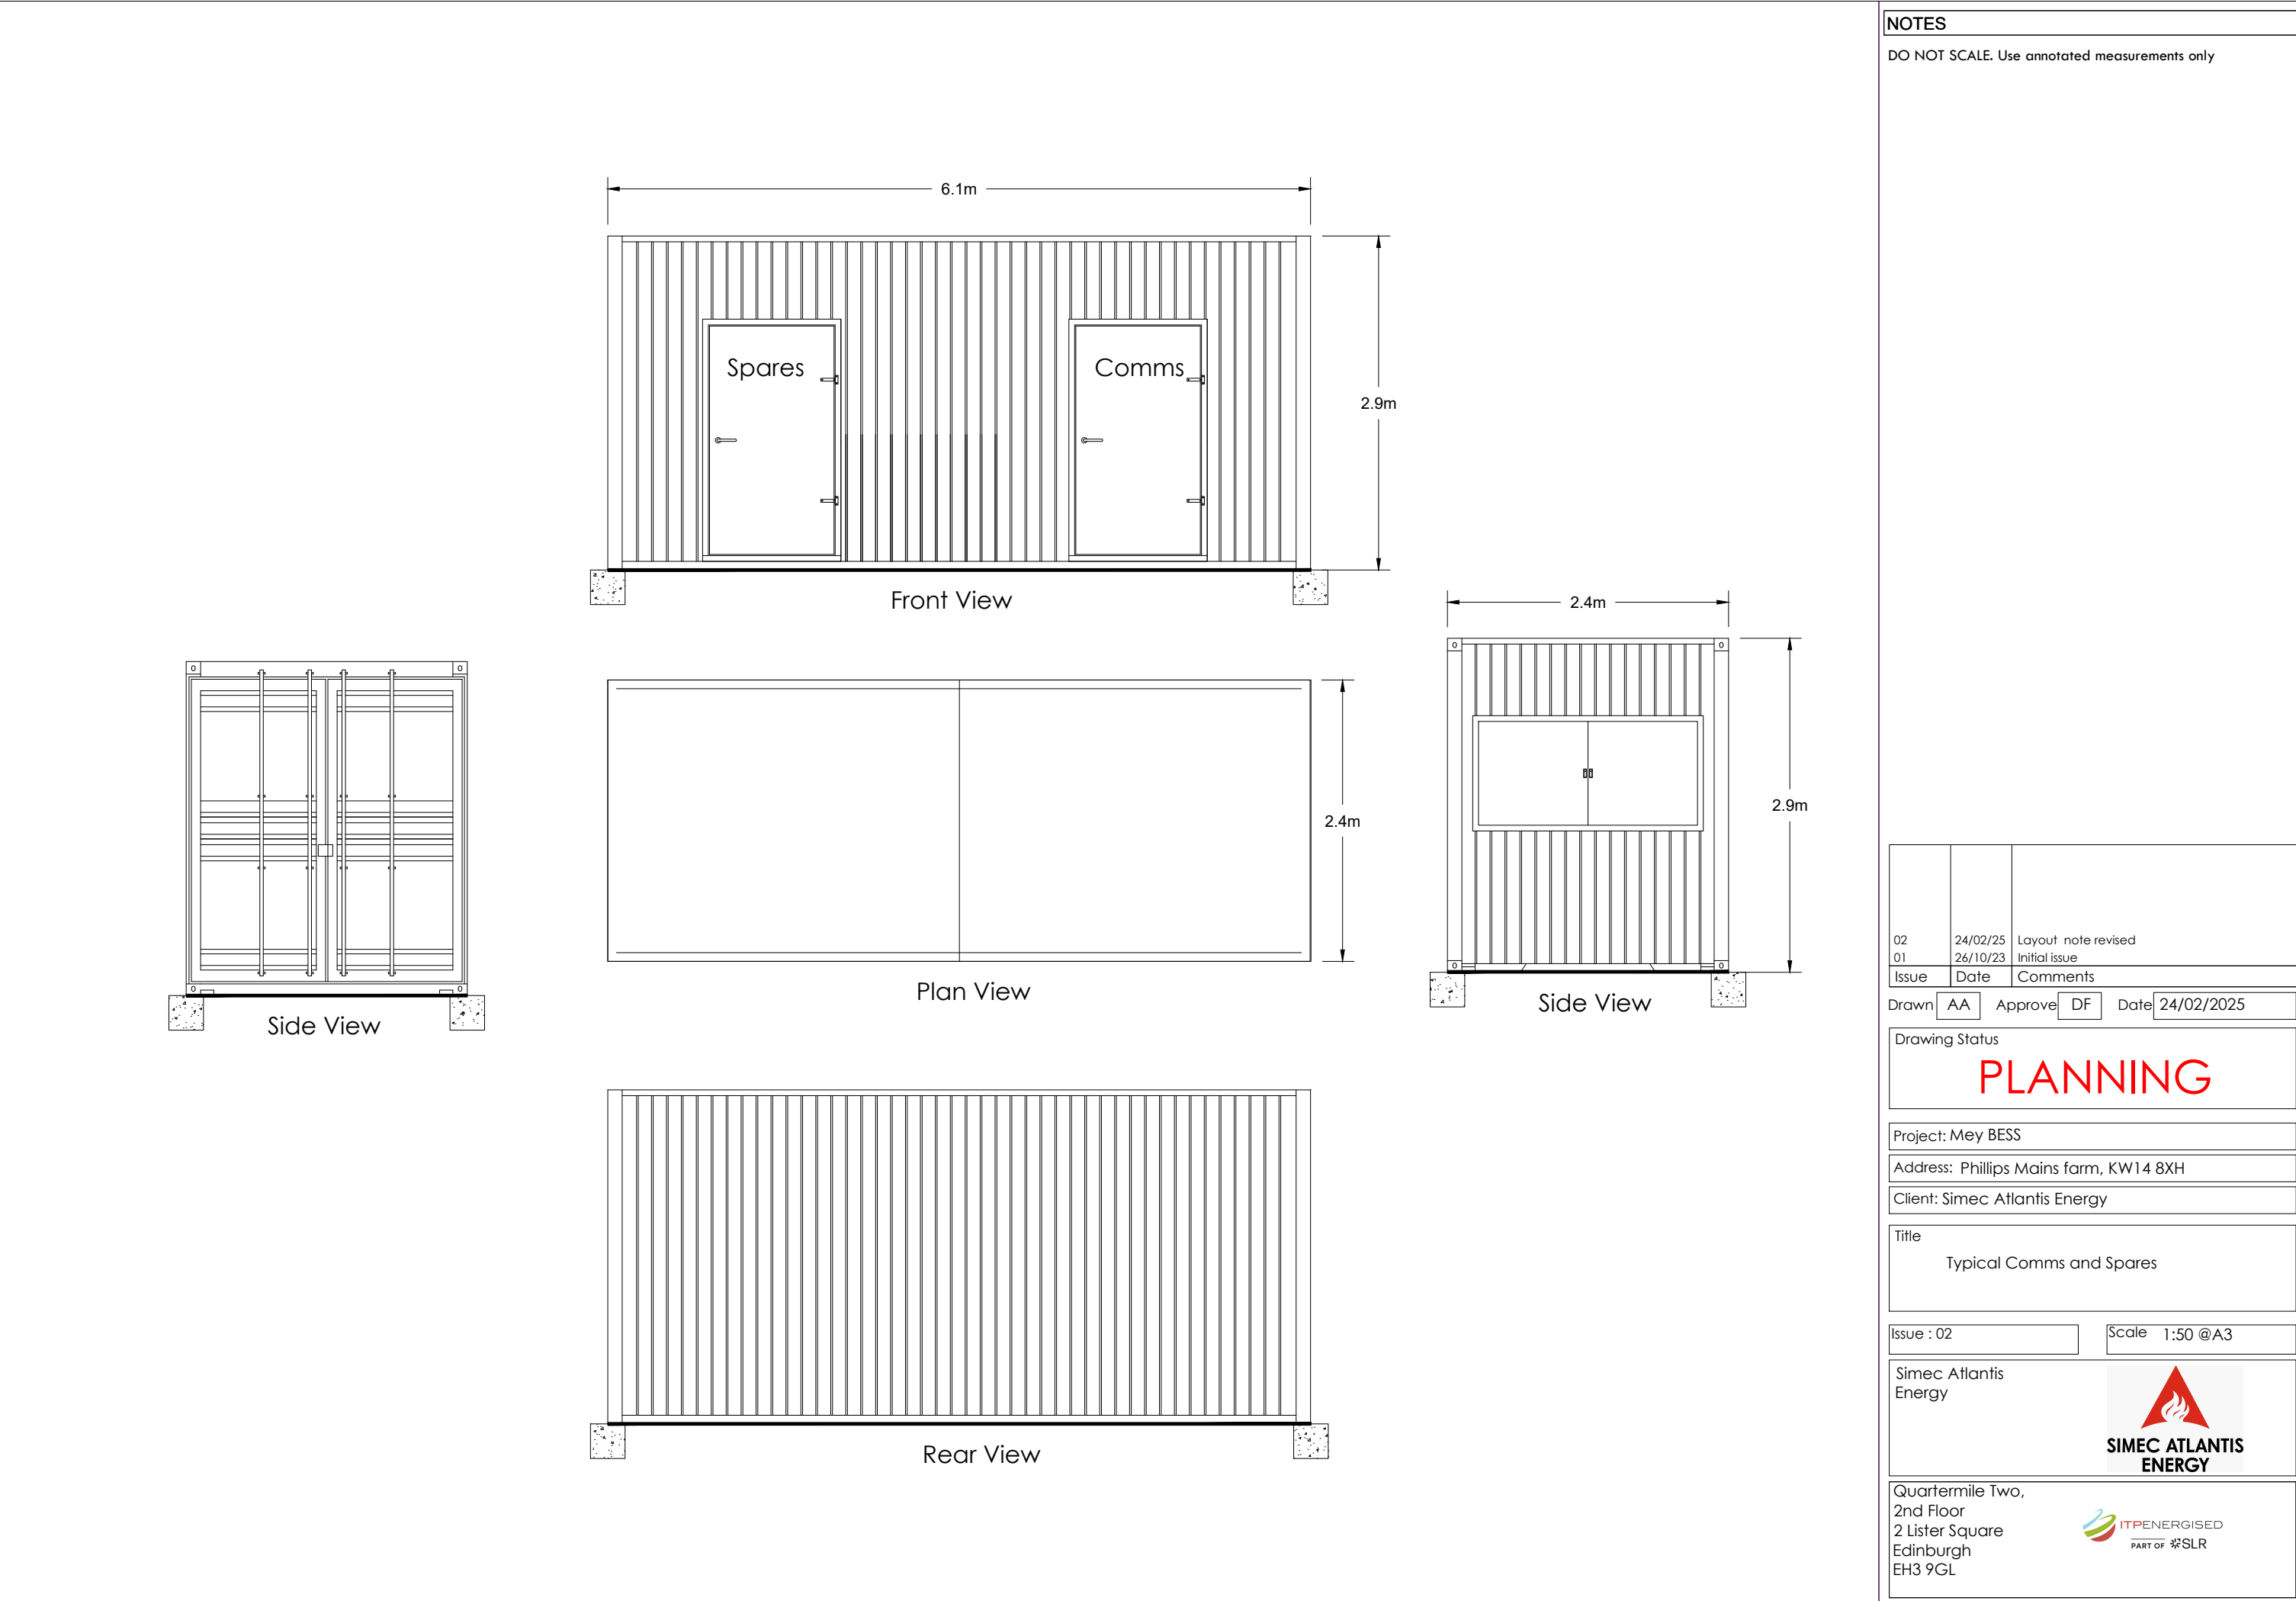 NOTES
DO NOT SCALE. Use annotated measurements only
6.1m
Spares
Comms
2.9m
Front View
2.4m
2.9m
Side View
2.4m
Plan View
Side View
Rear View
02 24/02/25 Layout note revised
01 26/10/23 Initial issue
Issue Date Comments
Drawn AA Approve DF Date 24/02/2025
Drawing Status
PLANNING
Project: Mey BESS
Address: Phillips Mains farm, KW14 8XH
Client: Simec Atlantis Energy
Title
Typical Comms and Spares
Issue : 02
Scale 1:50 @A3
Simec Atlantis
Energy
SIMEC ATLANTIS
ENERGY
Quartermile Two,
2nd Floor
2 Lister Square
Edinburgh
EH3 9GL
ITPENERGISED
PART OF SLR